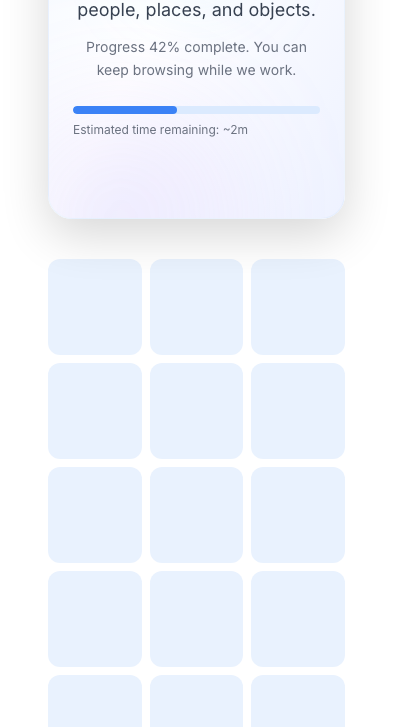 people, places, and objects.
Progress 42% complete. You can
keep browsing while we work.
Estimated time remaining: ~2m